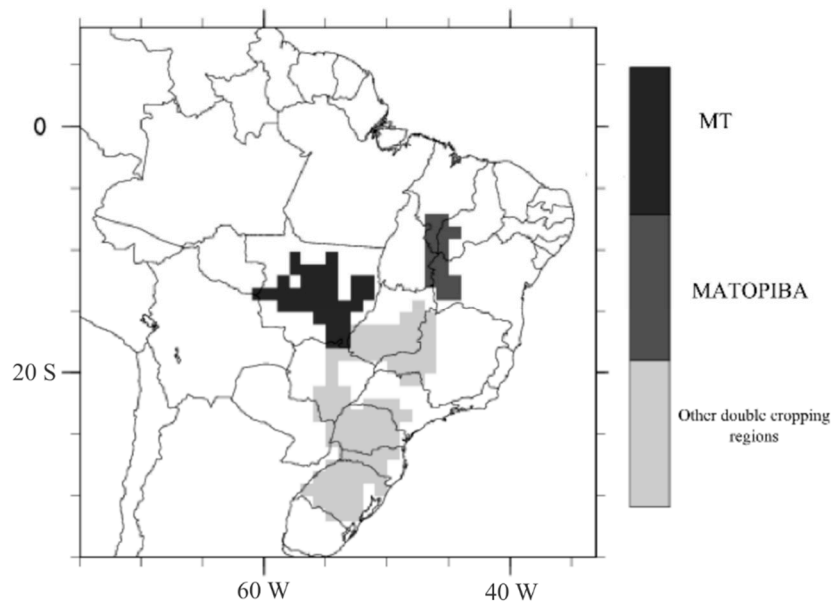 0
20 S
60 W
40 W
MT
MATOPIBA
Other double cropping
regions